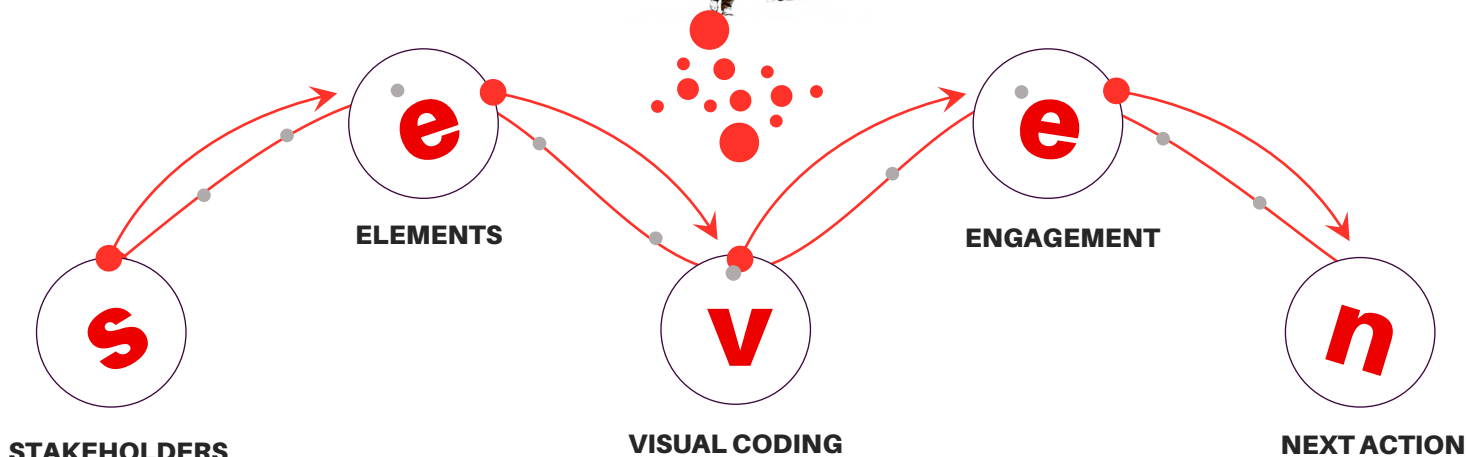 s
e
v
e
n
STAKEHOLDERS
ELEMENTS
VISUAL CODING
ENGAGEMENT
NEXT ACTION